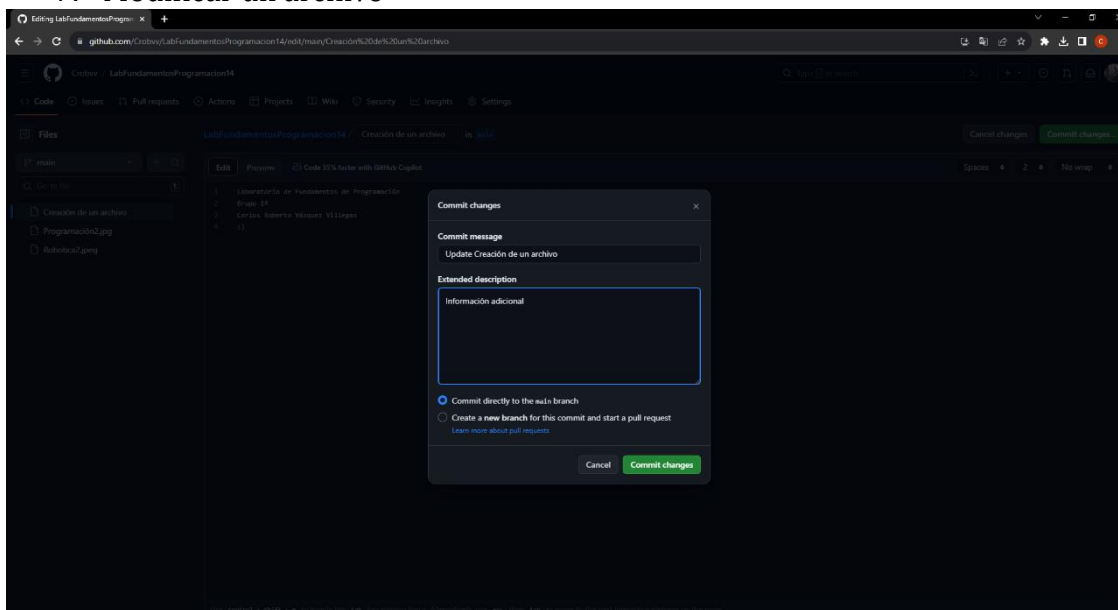 Editing LabFundamentosProgram
github.com/Crobvv/LabFundamentosProgramacion14/edit/main/Creación%20de%20un%20archivo
Crobvv / LabFundamentosProgramacion14
Type / to search
Code Issues Pull requests Actions Projects Wiki Security Insights Settings
Files
LabFundamentosProgramacion14 / Creación de un archivo in main
Cancel changes Commit changes...
main
Edit Preview Code 55% faster with GitHub Copilot
Spaces 2 No wrap
Go to file
1 Laboratorio de Fundamentos de Programación
2 Grupo 14
3 Carlos Roberto Vázquez Villegas
4 :)
Creación de un archivo
Programación2.jpg
Robotica2.jpeg
Commit changes
Commit message
Update Creación de un archivo
Extended description
Información adicional
Commit directly to the main branch
Create a new branch for this commit and start a pull request
Learn more about pull requests
Cancel Commit changes